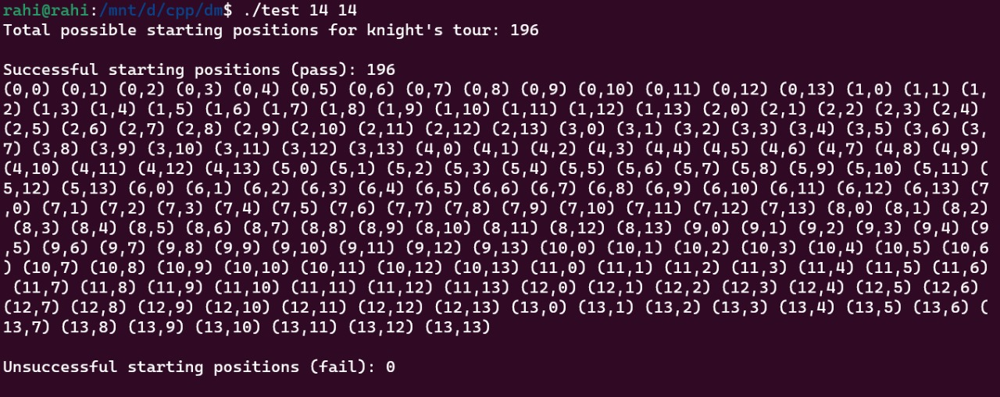 rahi@rahi:/mnt/d/cpp/dm$ ./test 14 14
Total possible starting positions for knight's tour: 196
Successful starting positions (pass): 196
(0,0) (0,1) (0,2) (0,3) (0,4) (0,5) (0,6) (0,7) (0,8) (0,9) (0,10) (0,11) (0,12) (0,13) (1,0) (1,1) (1,
2) (1,3) (1,4) (1,5) (1,6) (1,7) (1,8) (1,9) (1,10) (1,11) (1,12) (1,13) (2,0) (2,1) (2,2) (2,3) (2,4)
(2,5) (2,6) (2,7) (2,8) (2,9) (2,10) (2,11) (2,12) (2,13) (3,0) (3,1) (3,2) (3,3) (3,4) (3,5) (3,6) (3,
7) (3,8) (3,9) (3,10) (3,11) (3,12) (3,13) (4,0) (4,1) (4,2) (4,3) (4,4) (4,5) (4,6) (4,7) (4,8) (4,9)
(4,10) (4,11) (4,12) (4,13) (5,0) (5,1) (5,2) (5,3) (5,4) (5,5) (5,6) (5,7) (5,8) (5,9) (5,10) (5,11) (
5,12) (5,13) (6,0) (6,1) (6,2) (6,3) (6,4) (6,5) (6,6) (6,7) (6,8) (6,9) (6,10) (6,11) (6,12) (6,13) (7
,0) (7,1) (7,2) (7,3) (7,4) (7,5) (7,6) (7,7) (7,8) (7,9) (7,10) (7,11) (7,12) (7,13) (8,0) (8,1) (8,2)
(8,3) (8,4) (8,5) (8,6) (8,7) (8,8) (8,9) (8,10) (8,11) (8,12) (8,13) (9,0) (9,1) (9,2) (9,3) (9,4) (9
,5) (9,6) (9,7) (9,8) (9,9) (9,10) (9,11) (9,12) (9,13) (10,0) (10,1) (10,2) (10,3) (10,4) (10,5) (10,6
) (10,7) (10,8) (10,9) (10,10) (10,11) (10,12) (10,13) (11,0) (11,1) (11,2) (11,3) (11,4) (11,5) (11,6)
(11,7) (11,8) (11,9) (11,10) (11,11) (11,12) (11,13) (12,0) (12,1) (12,2) (12,3) (12,4) (12,5) (12,6)
(12,7) (12,8) (12,9) (12,10) (12,11) (12,12) (12,13) (13,0) (13,1) (13,2) (13,3) (13,4) (13,5) (13,6) (
13,7) (13,8) (13,9) (13,10) (13,11) (13,12) (13,13)
Unsuccessful starting positions (fail): 0